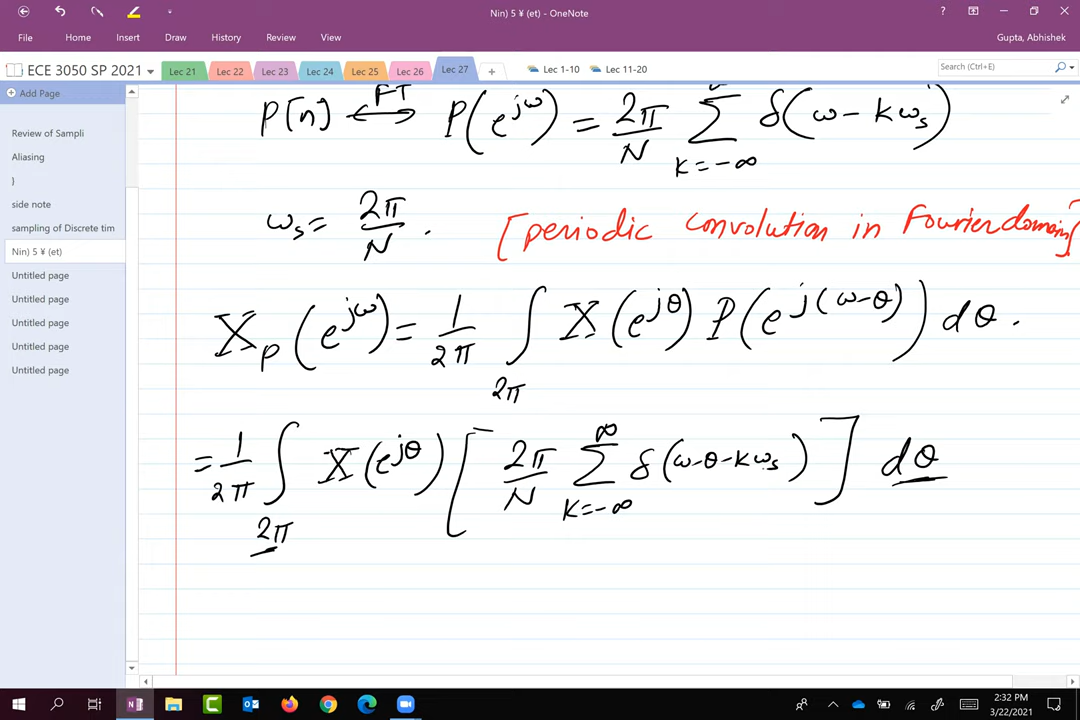 Nin) 5 ¥ (et) - OneNote
Gupta, Abhishek
File Home Insert Draw History Review View
ECE 3050 SP 2021
Lec 21 Lec 22 Lec 23 Lec 24 Lec 25 Lec 26 Lec 27
Lec 1-10 Lec 11-20
Search (Ctrl+E)
Add Page
Review of Sampli
Aliasing
}
side note
sampling of Discrete tim
Nin) 5 ¥ (et)
Untitled page
Untitled page
Untitled page
Untitled page
Untitled page
P[n] ←FT→ P(e^{jω}) = 2π/N ∑_{k=-∞} δ(ω - kω_s)
ω_s = 2π/N .
[periodic convolution in Fourier domain]
X_p(e^{jω}) = 1/2π ∫_{2π} X(e^{jθ}) P(e^{j(ω-θ)}) dθ.
= 1/2π ∫_{2π} X(e^{jθ}) [ 2π/N ∑_{k=-∞}^{∞} δ(ω-θ-kω_s) ] dθ
2:32 PM
3/22/2021